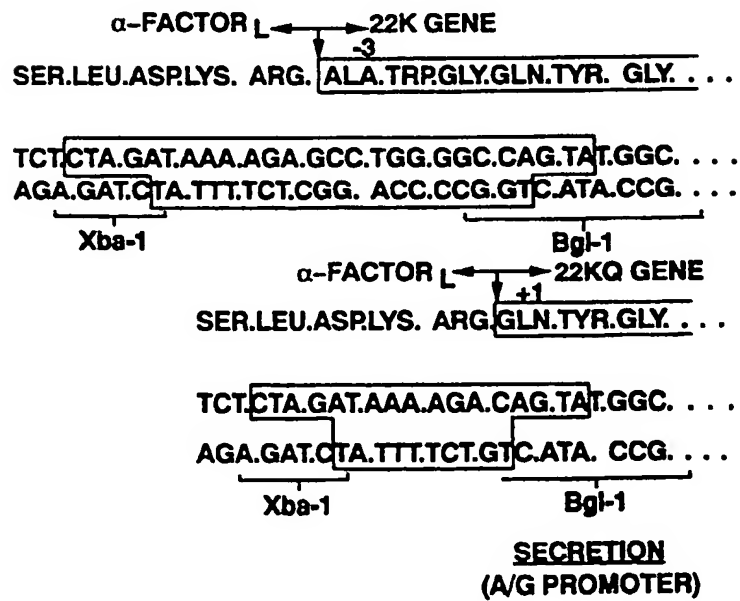 α-FACTOR L 22K GENE
-3
SER.LEU.ASP.LYS. ARG. ALA.TRP.GLY.GLN.TYR. GLY. . . .
TCT.CTA.GAT.AAA.AGA.GCC.TGG.GGC.CAG.TAT.GGC. . . .
AGA.GAT.CTA.TTT.TCT.CGG. ACC.CCG.GTC.ATA.CCG. . . .
Xba-1 Bgl-1
α-FACTOR L 22KQ GENE
+1
SER.LEU.ASP.LYS. ARG.GLN.TYR.GLY. . . .
TCT.CTA.GAT.AAA.AGA.CAG.TAT.GGC. . . .
AGA.GAT.CTA.TTT.TCT.GTC.ATA. CCG. . . .
Xba-1 Bgl-1
SECRETION
(A/G PROMOTER)